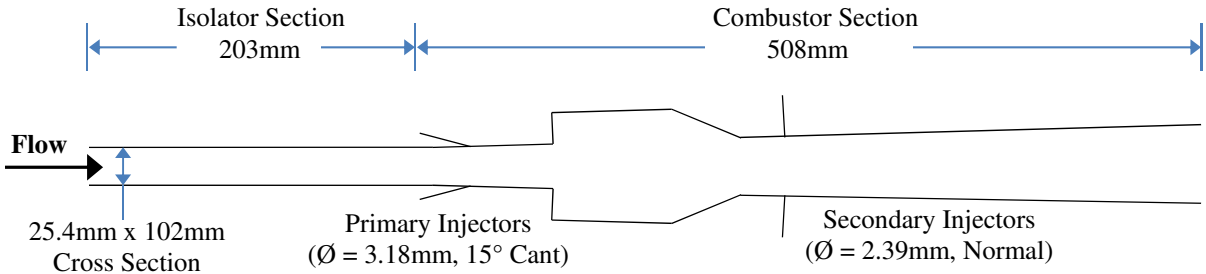 Isolator Section
203mm
Combustor Section
508mm
Flow
25.4mm x 102mm
Cross Section
Primary Injectors
(Ø = 3.18mm, 15° Cant)
Secondary Injectors
(Ø = 2.39mm, Normal)